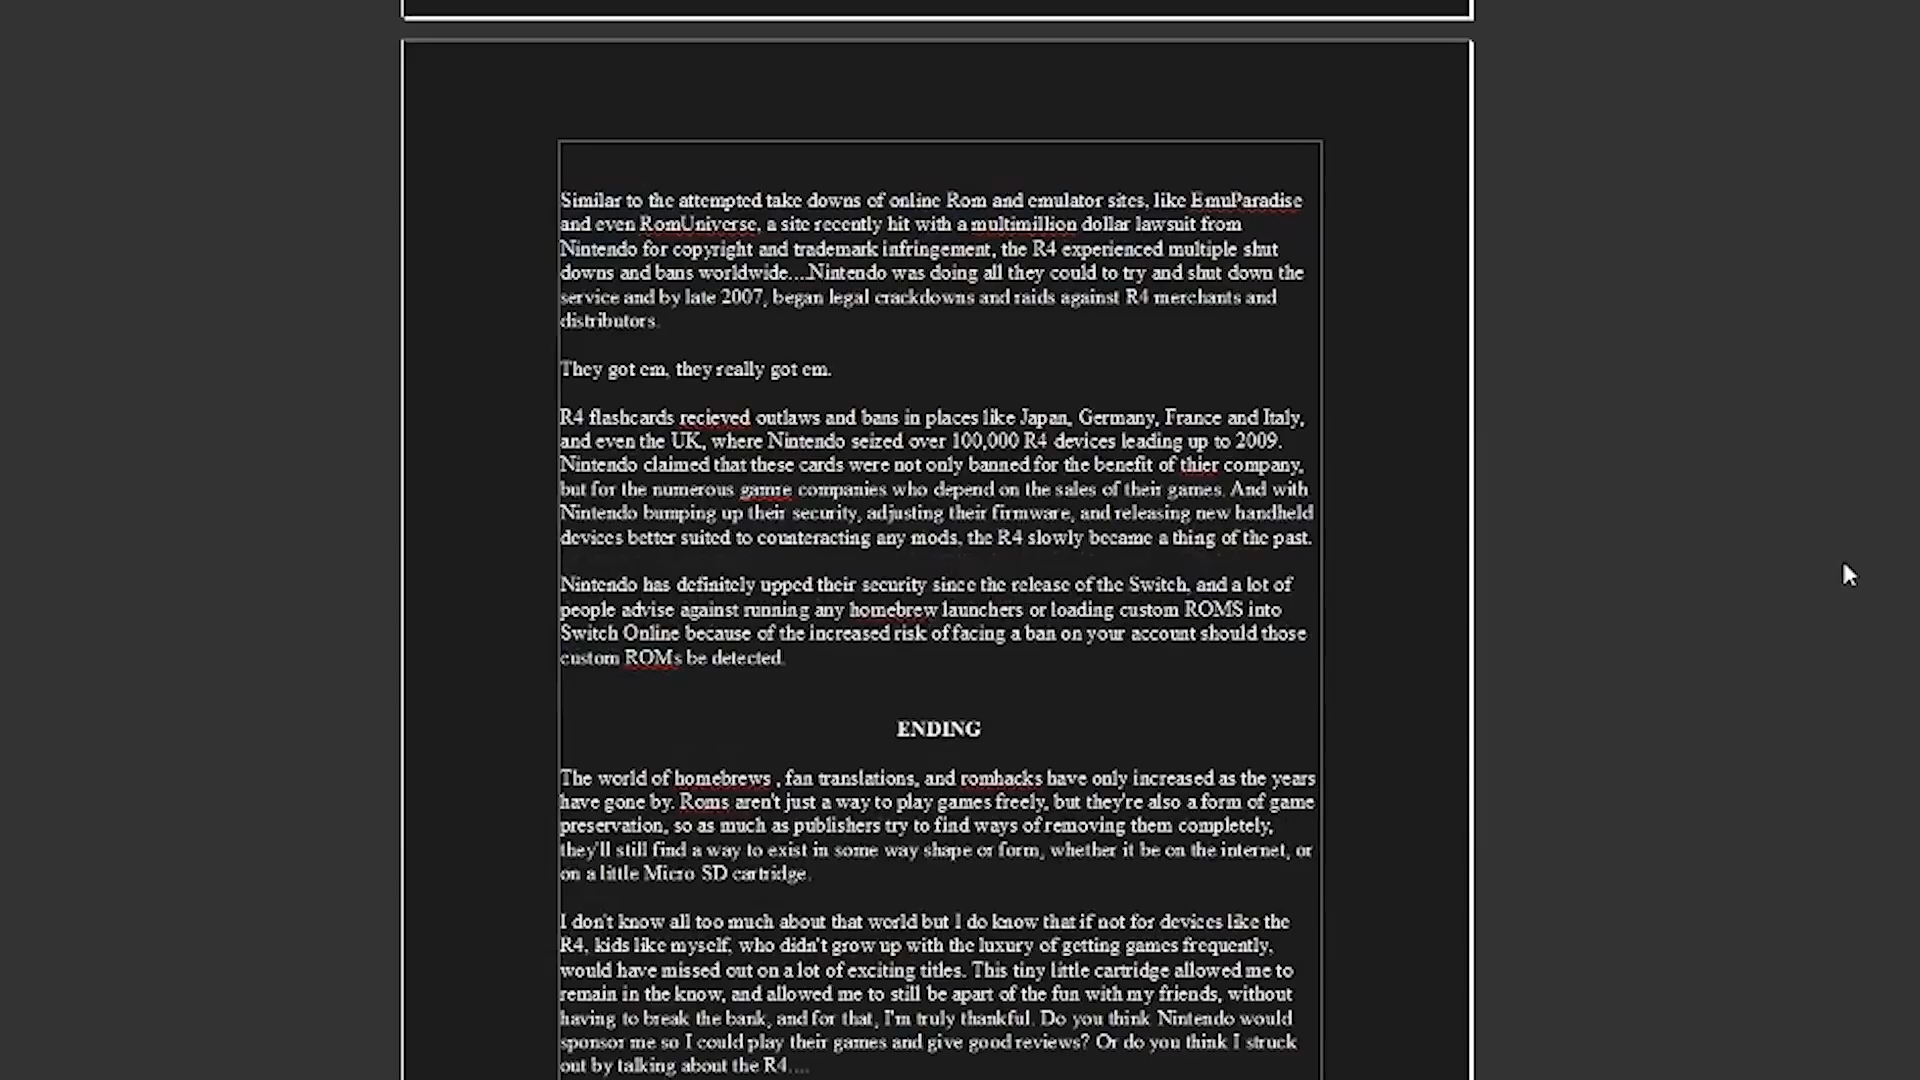 Similar to the attempted take downs of online Rom and emulator sites, like EmuParadise
and even RomUniverse, a site recently hit with a multimillion dollar lawsuit from
Nintendo for copyright and trademark infringement, the R4 experienced multiple shut
downs and bans worldwide....Nintendo was doing all they could to try and shut down the
service and by late 2007, began legal crackdowns and raids against R4 merchants and
distributors.
They got em, they really got em.
R4 flashcards recieved outlaws and bans in places like Japan, Germany, France and Italy,
and even the UK, where Nintendo seized over 100,000 R4 devices leading up to 2009.
Nintendo claimed that these cards were not only banned for the benefit of thier company,
but for the numerous gamre companies who depend on the sales of their games. And with
Nintendo bumping up their security, adjusting their firmware, and releasing new handheld
devices better suited to counteracting any mods, the R4 slowly became a thing of the past.
Nintendo has definitely upped their security since the release of the Switch, and a lot of
people advise against running any homebrew launchers or loading custom ROMS into
Switch Online because of the increased risk of facing a ban on your account should those
custom ROMs be detected.
ENDING
The world of homebrews , fan translations, and romhacks have only increased as the years
have gone by. Roms aren't just a way to play games freely, but they're also a form of game
preservation, so as much as publishers try to find ways of removing them completely,
they'll still find a way to exist in some way shape or form, whether it be on the internet, or
on a little Micro SD cartridge.
I don't know all too much about that world but I do know that if not for devices like the
R4, kids like myself, who didn't grow up with the luxury of getting games frequently,
would have missed out on a lot of exciting titles. This tiny little cartridge allowed me to
remain in the know, and allowed me to still be apart of the fun with my friends, without
having to break the bank, and for that, I'm truly thankful. Do you think Nintendo would
sponsor me so I could play their games and give good reviews? Or do you think I struck
out by talking about the R4....